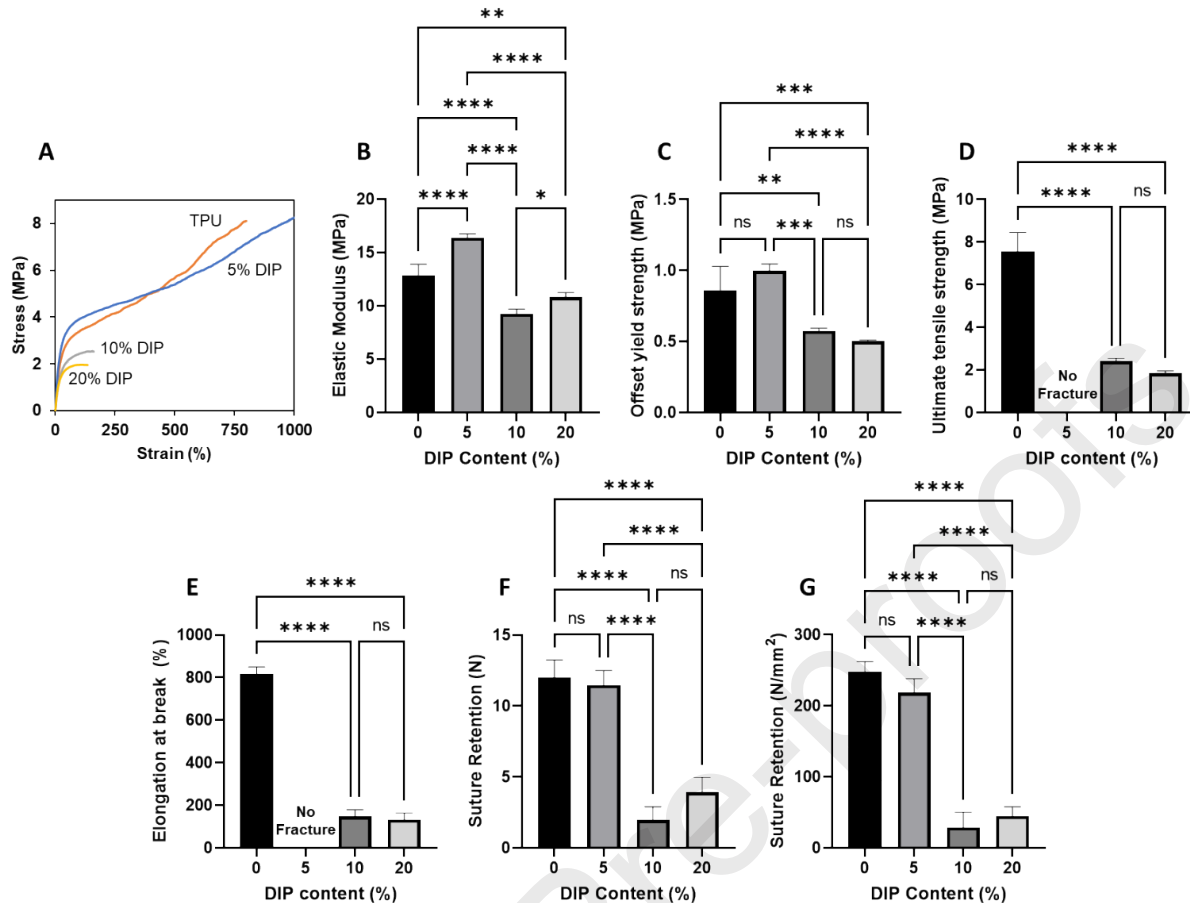 A
Stress (MPa)
8
6
4
2
0
0 250 500 750 1000
Strain (%)
TPU
5% DIP
10% DIP
20% DIP
B
**
****
****
****
**** *
Elastic Modulus (MPa)
20
15
10
5
0
0 5 10 20
DIP Content (%)
C
***
****
**
ns *** ns
Offset yield strength (MPa)
1.5
1.0
0.5
0.0
0 5 10 20
DIP Content (%)
D
****
**** ns
Ultimate tensile strength (MPa)
10
8
6
4
2
0
No
Fracture
0 5 10 20
DIP content (%)
E
****
**** ns
Elongation at break (%)
1000
800
600
400
200
0
No
Fracture
0 5 10 20
DIP content (%)
F
****
****
**** ns
ns ****
Suture Retention (N)
15
10
5
0
0 5 10 20
DIP content (%)
G
****
****
**** ns
ns ****
Suture Retention (N/mm²)
300
200
100
0
0 5 10 20
DIP content (%)
pre-proofs